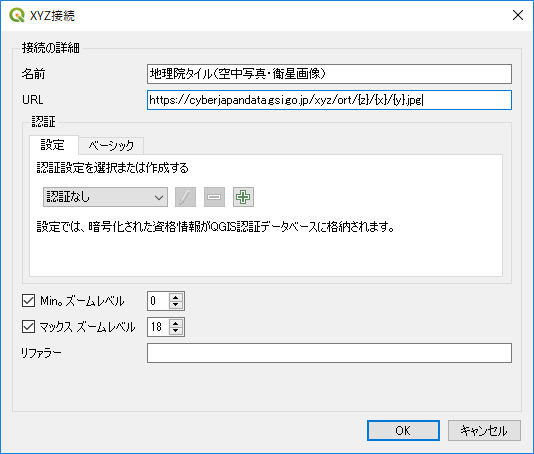 XYZ接続
接続の詳細
名前 地理院タイル(空中写真・衛星画像)
URL https://cyberjapandata.gsi.go.jp/xyz/ort/{z}/{x}/{y}.jpg
認証
設定 ベーシック
認証設定を選択または作成する
認証なし
設定では、暗号化された資格情報がQGIS認証データベースに格納されます。
Min。ズームレベル 0
マックス ズームレベル 18
リファラー
OK キャンセル